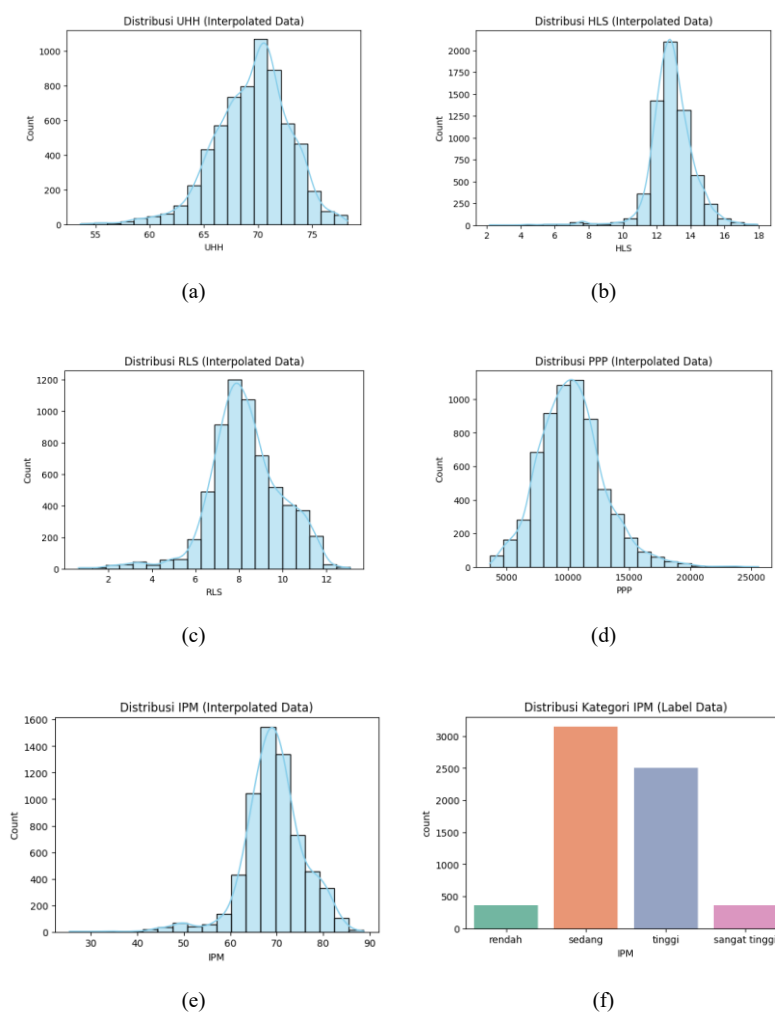 Distribusi UHH (Interpolated Data)
1000
800
600
400
200
0
Count
55 60 65 70 75
UHH
(a)
Distribusi HLS (Interpolated Data)
2000
1750
1500
1250
1000
750
500
250
0
Count
2 4 6 8 10 12 14 16 18
HLS
(b)
Distribusi RLS (Interpolated Data)
1200
1000
800
600
400
200
0
Count
2 4 6 8 10 12
RLS
(c)
Distribusi PPP (Interpolated Data)
1000
800
600
400
200
0
Count
5000 10000 15000 20000 25000
PPP
(d)
Distribusi IPM (Interpolated Data)
1600
1400
1200
1000
800
600
400
200
0
Count
30 40 50 60 70 80 90
IPM
(e)
Distribusi Kategori IPM (Label Data)
3000
2500
2000
1500
1000
500
0
count
rendah sedang tinggi sangat tinggi
IPM
(f)